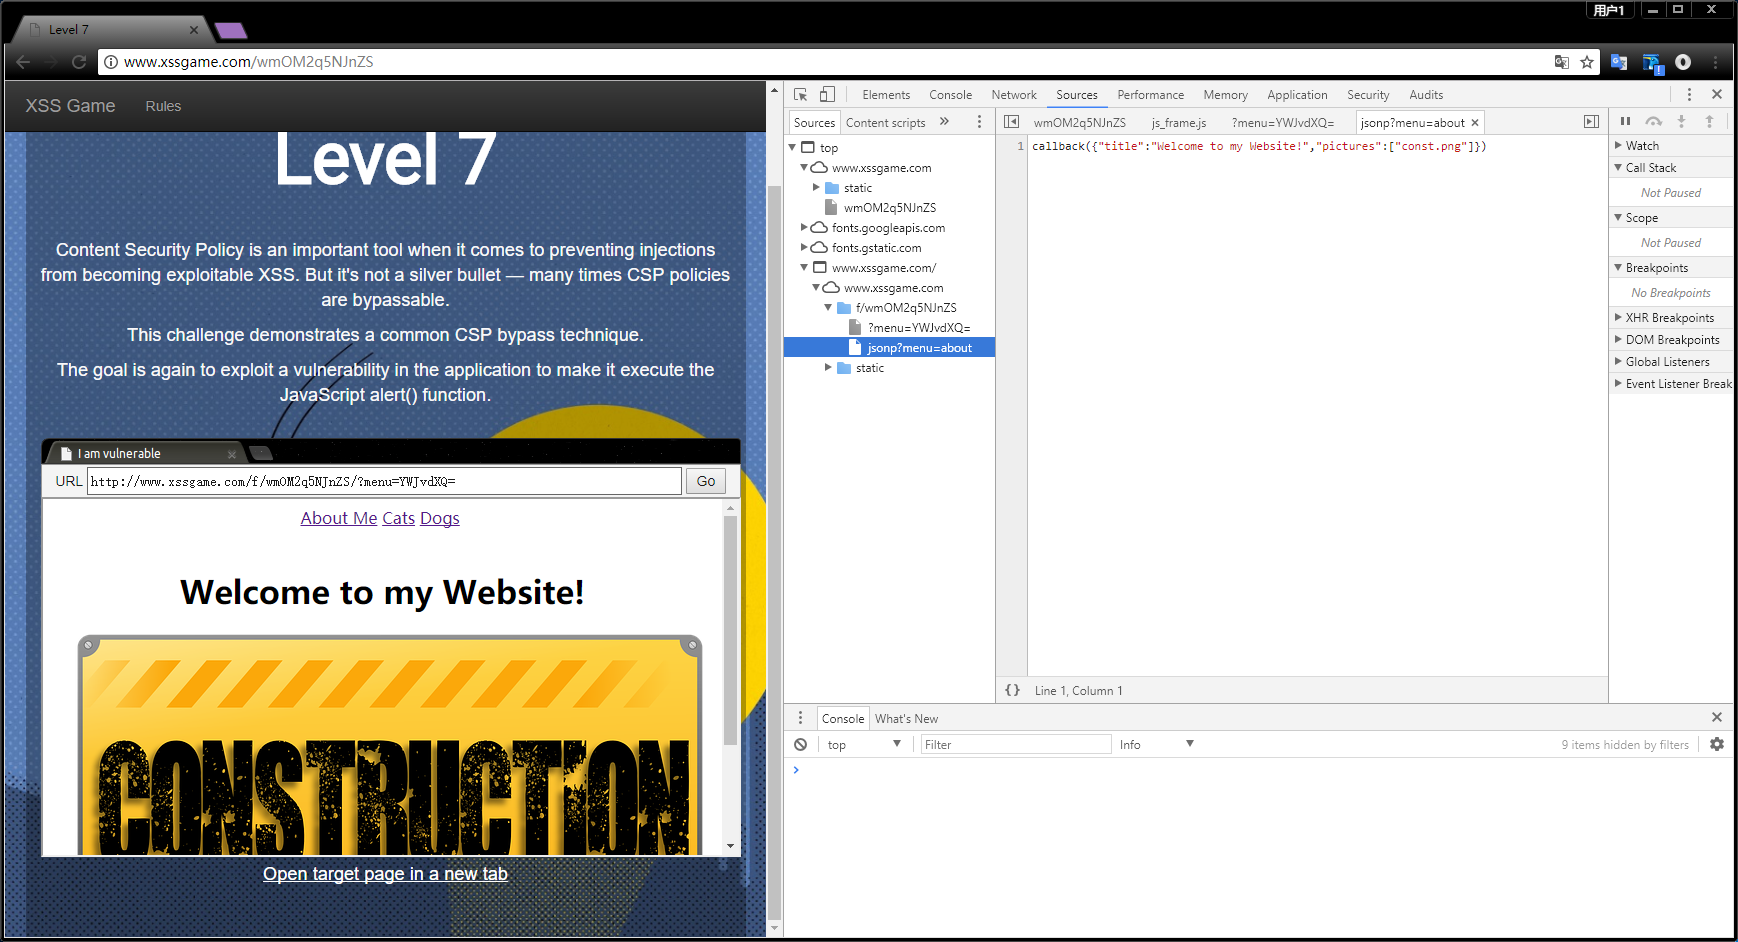 用户1
Level 7
www.xssgame.com/wmOM2q5NJnZS
XSS Game Rules
Level 7
Content Security Policy is an important tool when it comes to preventing injections
from becoming exploitable XSS. But it's not a silver bullet — many times CSP policies
are bypassable.
This challenge demonstrates a common CSP bypass technique.
The goal is again to exploit a vulnerability in the application to make it execute the
JavaScript alert() function.
I am vulnerable
URL http://www.xssgame.com/f/wmOM2q5NJnZS/?menu=YWJvdXQ= Go
About Me Cats Dogs
Welcome to my Website!
CONSTRUCTION
Open target page in a new tab
Elements Console Network Sources Performance Memory Application Security Audits
Sources Content scripts »
top
www.xssgame.com
static
wmOM2q5NJnZS
fonts.googleapis.com
fonts.gstatic.com
www.xssgame.com/
www.xssgame.com
f/wmOM2q5NJnZS
?menu=YWJvdXQ=
jsonp?menu=about
static
wmOM2q5NJnZS js_frame.js ?menu=YWJvdXQ= jsonp?menu=about
1 callback({"title":"Welcome to my Website!","pictures":["const.png"]})
{} Line 1, Column 1
Watch
Call Stack
Not Paused
Scope
Not Paused
Breakpoints
No Breakpoints
XHR Breakpoints
DOM Breakpoints
Global Listeners
Event Listener Break
Console What's New
top Filter Info 9 items hidden by filters